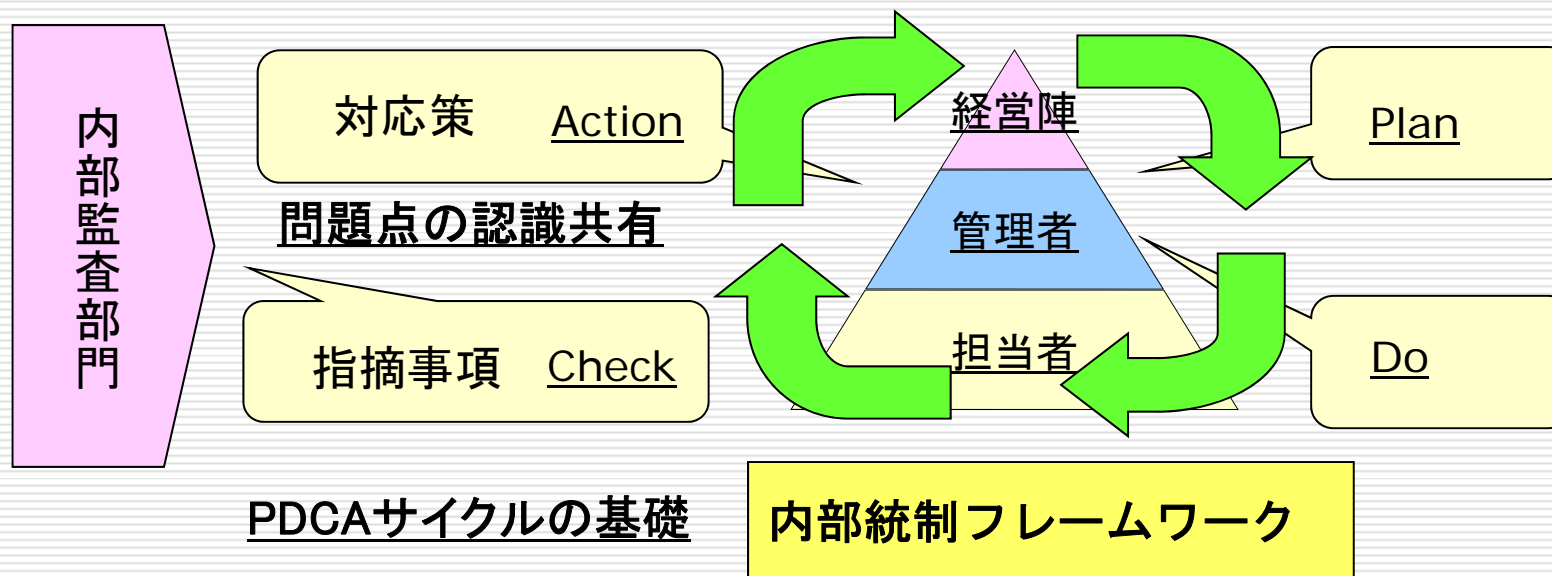 内部監査部門
対応策 Action
経営陣
Plan
問題点の認識共有
管理者
指摘事項 Check
担当者
Do
PDCAサイクルの基礎
内部統制フレームワーク